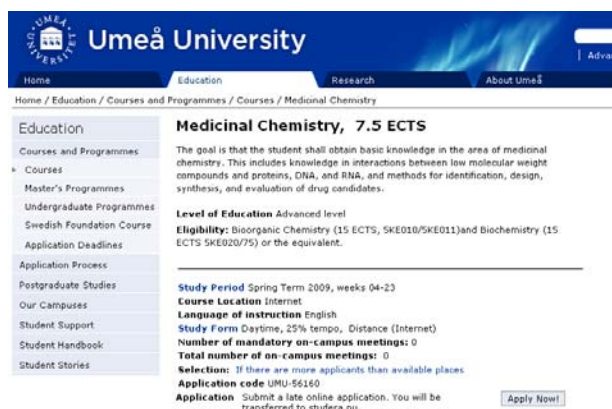 UMEÅ UNIVERSITET
Umeå University
Adva
Home Education Research About Umeå
Home / Education / Courses and Programmes / Courses / Medicinal Chemistry
Education
Courses and Programmes
Courses
Master's Programmes
Undergraduate Programmes
Swedish Foundation Course
Application Deadlines
Application Process
Postgraduate Studies
Our Campuses
Student Support
Student Handbook
Student Stories
Medicinal Chemistry, 7.5 ECTS
The goal is that the student shall obtain basic knowledge in the area of medicinal
chemistry. This includes knowledge in interactions between low molecular weight
compounds and proteins, DNA, and RNA, and methods for identification, design,
synthesis, and evaluation of drug candidates.
Level of Education Advanced level
Eligibility: Bioorganic Chemistry (15 ECTS, 5KE010/5KE011)and Biochemistry (15
ECTS 5KE020/75) or the equivalent.
Study Period Spring Term 2009, weeks 04-23
Course Location Internet
Language of instruction English
Study Form Daytime, 25% tempo, Distance (Internet)
Number of mandatory on-campus meetings: 0
Total number of on-campus meetings: 0
Selection: If there are more applicants than available places
Application code UMU-56160
Application Submit a late online application. You will be
transferred to studera.nu
Apply Now!